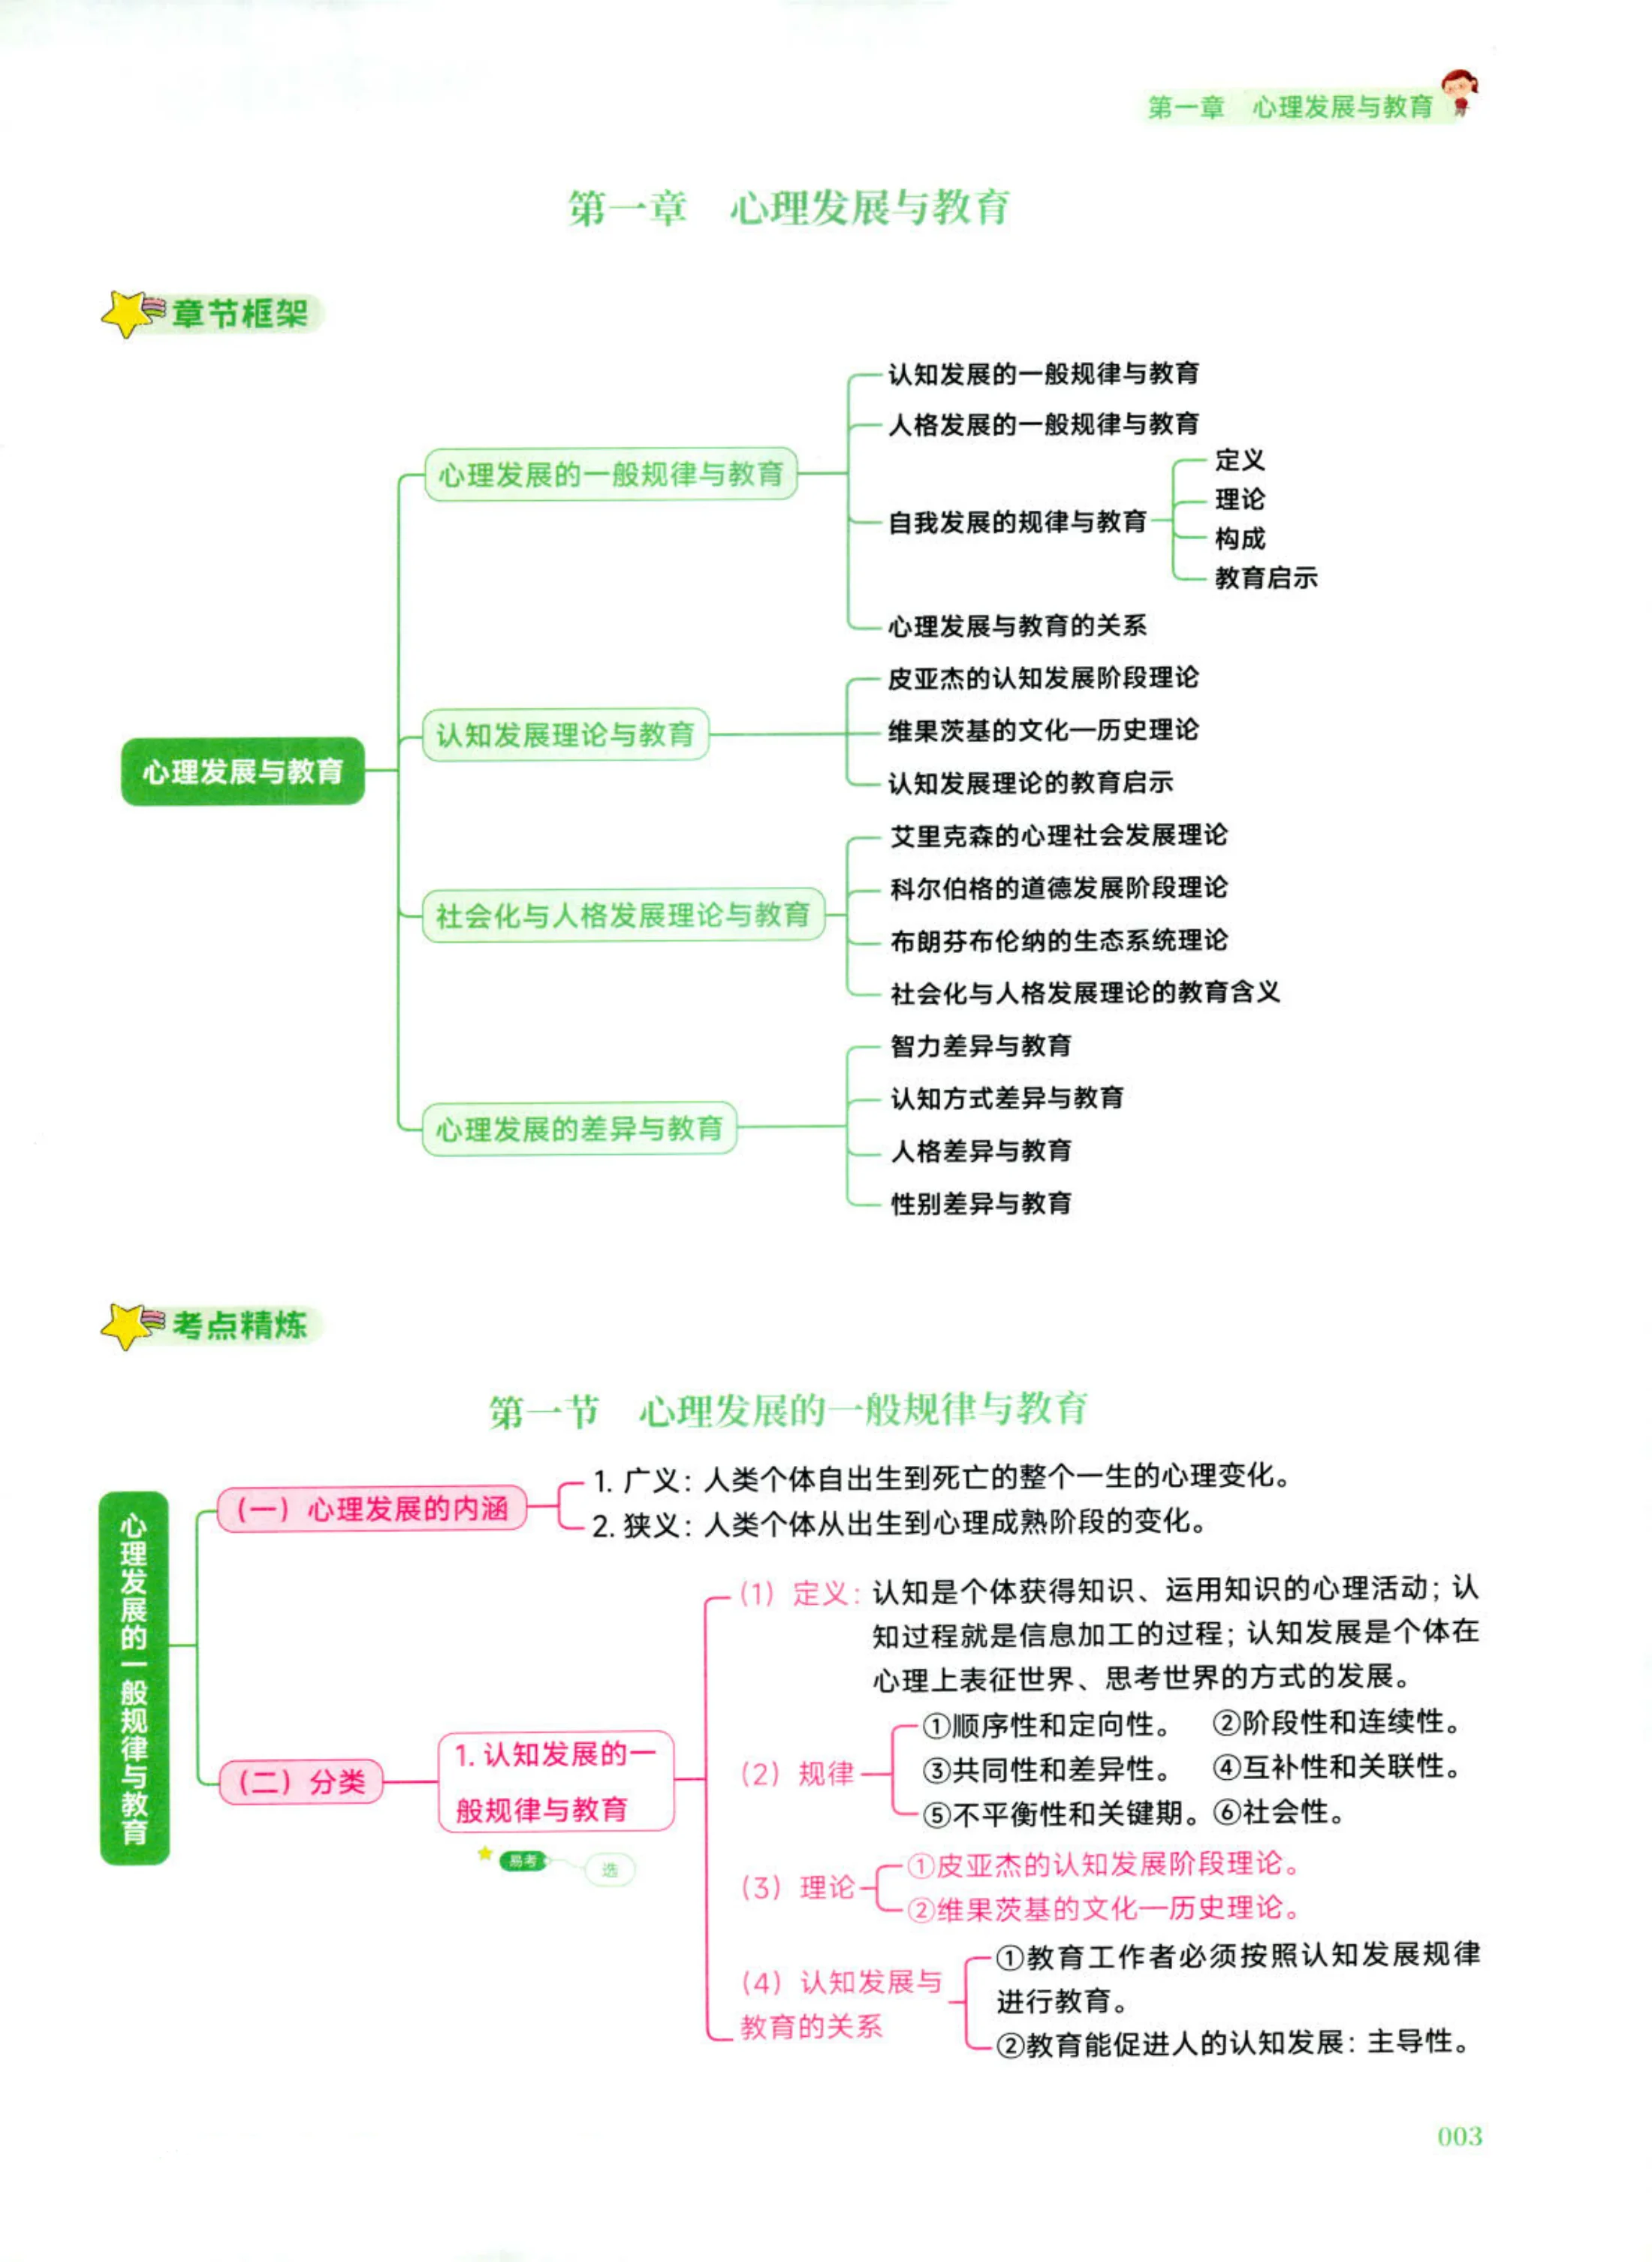 第一章 心理发展与教育
第一章 心理发展与教育
章节框架
心理发展与教育
心理发展的一般规律与教育
认知发展的一般规律与教育
人格发展的一般规律与教育
自我发展的规律与教育
定义
理论
构成
教育启示
心理发展与教育的关系
认知发展理论与教育
皮亚杰的认知发展阶段理论
维果茨基的文化—历史理论
认知发展理论的教育启示
社会化与人格发展理论与教育
艾里克森的心理社会发展理论
科尔伯格的道德发展阶段理论
布朗芬布伦纳的生态系统理论
社会化与人格发展理论的教育含义
心理发展的差异与教育
智力差异与教育
认知方式差异与教育
人格差异与教育
性别差异与教育
考点精炼
第一节 心理发展的一般规律与教育
心理发展的一般规律与教育
（一）心理发展的内涵
1. 广义：人类个体自出生到死亡的整个一生的心理变化。
2. 狭义：人类个体从出生到心理成熟阶段的变化。
（二）分类
1. 认知发展的一
般规律与教育
易考
选
（1）定义：认知是个体获得知识、运用知识的心理活动；认
知过程就是信息加工的过程；认知发展是个体在
心理上表征世界、思考世界的方式的发展。
（2）规律
①顺序性和定向性。 ②阶段性和连续性。
③共同性和差异性。 ④互补性和关联性。
⑤不平衡性和关键期。⑥社会性。
（3）理论
①皮亚杰的认知发展阶段理论。
②维果茨基的文化—历史理论。
（4）认知发展与
教育的关系
①教育工作者必须按照认知发展规律
进行教育。
②教育能促进人的认知发展：主导性。
003